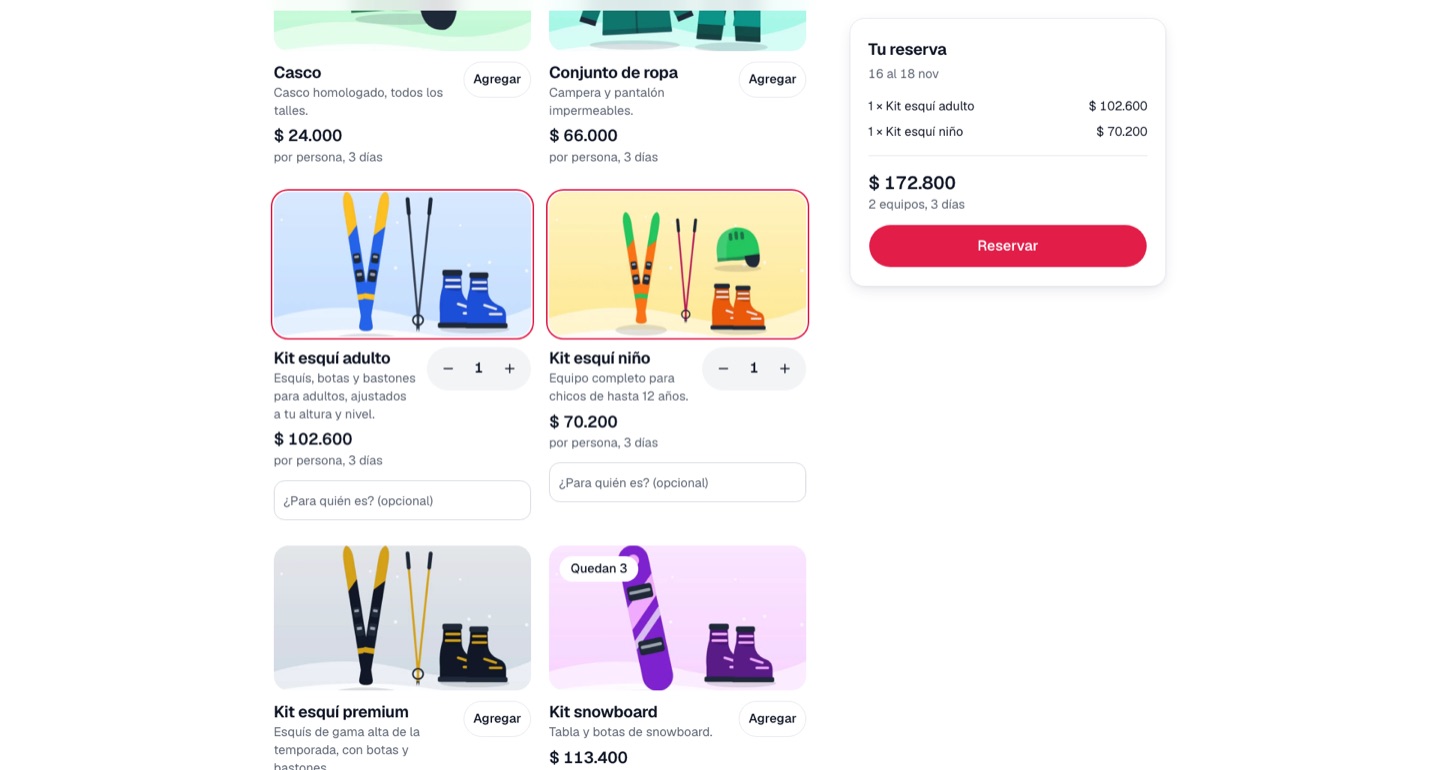 Casco
Agregar
Casco homologado, todos los
talles.
$ 24.000
por persona, 3 días
Conjunto de ropa
Agregar
Campera y pantalón
impermeables.
$ 66.000
por persona, 3 días
Kit esquí adulto
− 1 +
Esquís, botas y bastones
para adultos, ajustados
a tu altura y nivel.
$ 102.600
por persona, 3 días
¿Para quién es? (opcional)
Kit esquí niño
− 1 +
Equipo completo para
chicos de hasta 12 años.
$ 70.200
por persona, 3 días
¿Para quién es? (opcional)
Kit esquí premium
Agregar
Esquís de gama alta de la
temporada, con botas y
bastones
Quedan 3
Kit snowboard
Agregar
Tabla y botas de snowboard.
$ 113.400
Tu reserva
16 al 18 nov
1 × Kit esquí adulto $ 102.600
1 × Kit esquí niño $ 70.200
$ 172.800
2 equipos, 3 días
Reservar